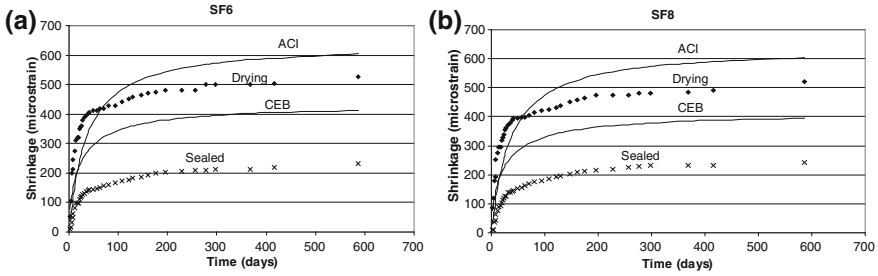 (a)
SF6
Shrinkage (microstrain)
700
600
500
400
300
200
100
0
ACI
Drying
CEB
Sealed
0 100 200 300 400 500 600 700
Time (days)
(b)
SF8
Shrinkage (microstrain)
700
600
500
400
300
200
100
0
ACI
Drying
CEB
Sealed
0 100 200 300 400 500 600 700
Time (days)